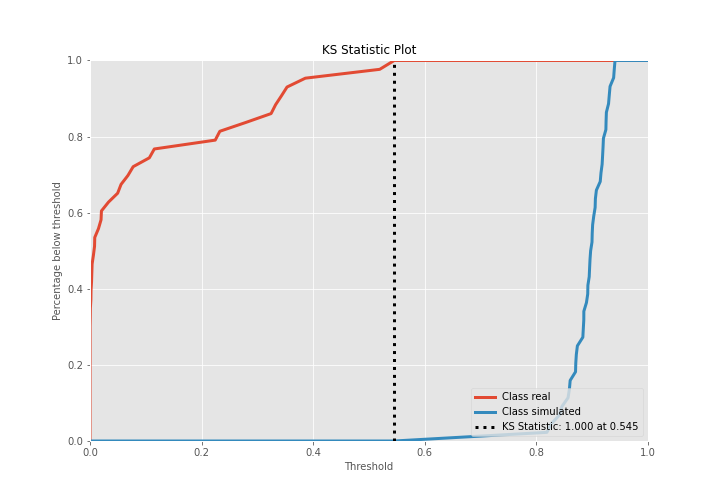 KS Statistic Plot
1.0
0.8
0.6
0.4
0.2
0.0
Percentage below threshold
Class real
Class simulated
KS Statistic: 1.000 at 0.545
0.0 0.2 0.4 0.6 0.8 1.0
Threshold